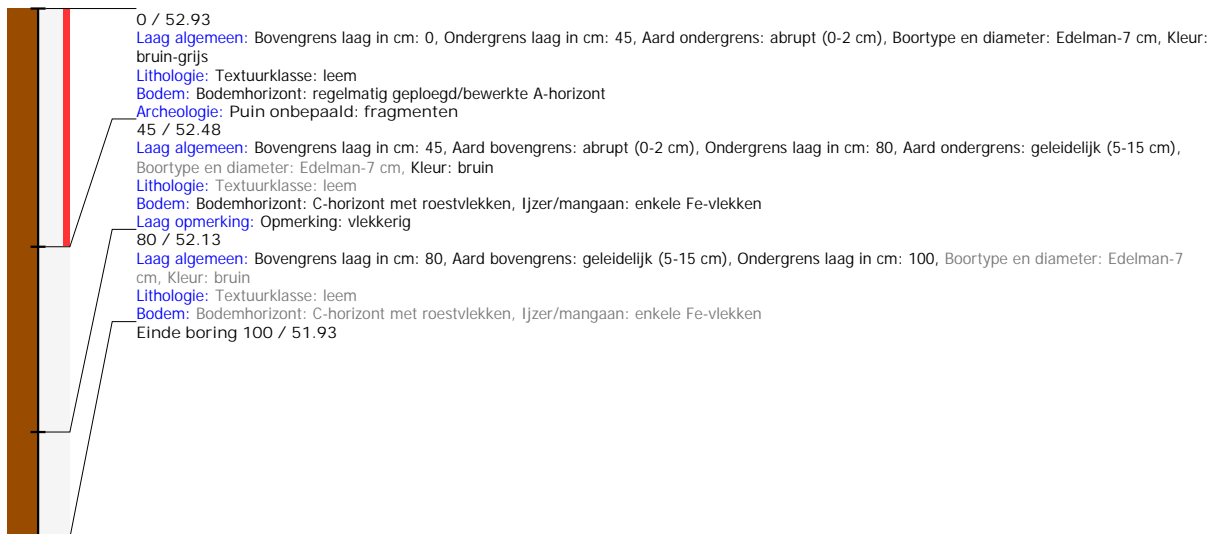 0 / 52.93
Laag algemeen: Bovengrens laag in cm: 0, Ondergrens laag in cm: 45, Aard ondergrens: abrupt (0-2 cm), Boortype en diameter: Edelman-7 cm, Kleur:
bruin-grijs
Lithologie: Textuurklasse: leem
Bodem: Bodemhorizont: regelmatig geploegd/bewerkte A-horizont
Archeologie: Puin onbepaald: fragmenten
45 / 52.48
Laag algemeen: Bovengrens laag in cm: 45, Aard bovengrens: abrupt (0-2 cm), Ondergrens laag in cm: 80, Aard ondergrens: geleidelijk (5-15 cm),
Boortype en diameter: Edelman-7 cm, Kleur: bruin
Lithologie: Textuurklasse: leem
Bodem: Bodemhorizont: C-horizont met roestvlekken, Ijzer/mangaan: enkele Fe-vlekken
Laag opmerking: Opmerking: vlekkerig
80 / 52.13
Laag algemeen: Bovengrens laag in cm: 80, Aard bovengrens: geleidelijk (5-15 cm), Ondergrens laag in cm: 100, Boortype en diameter: Edelman-7
cm, Kleur: bruin
Lithologie: Textuurklasse: leem
Bodem: Bodemhorizont: C-horizont met roestvlekken, Ijzer/mangaan: enkele Fe-vlekken
Einde boring 100 / 51.93